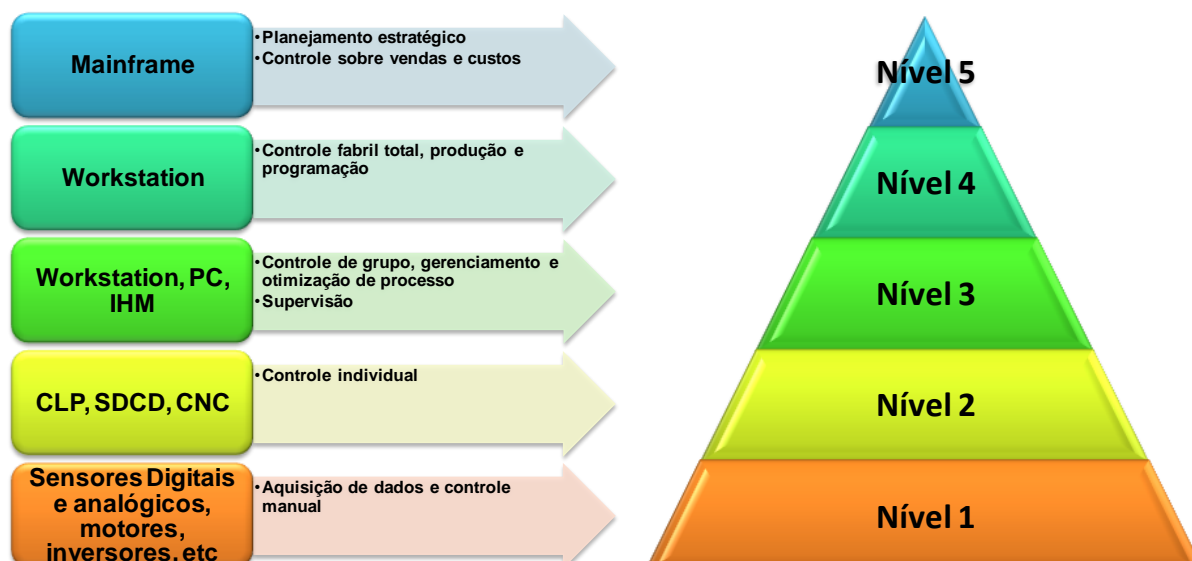 Mainframe
•Planejamento estratégico
•Controle sobre vendas e custos
Nível 5
Workstation
•Controle fabril total, produção e
programação
Nível 4
Workstation, PC,
IHM
•Controle de grupo, gerenciamento e
otimização de processo
•Supervisão
Nível 3
CLP, SDCD, CNC
•Controle individual
Nível 2
Sensores Digitais
e analógicos,
motores,
inversores, etc
•Aquisição de dados e controle
manual
Nível 1